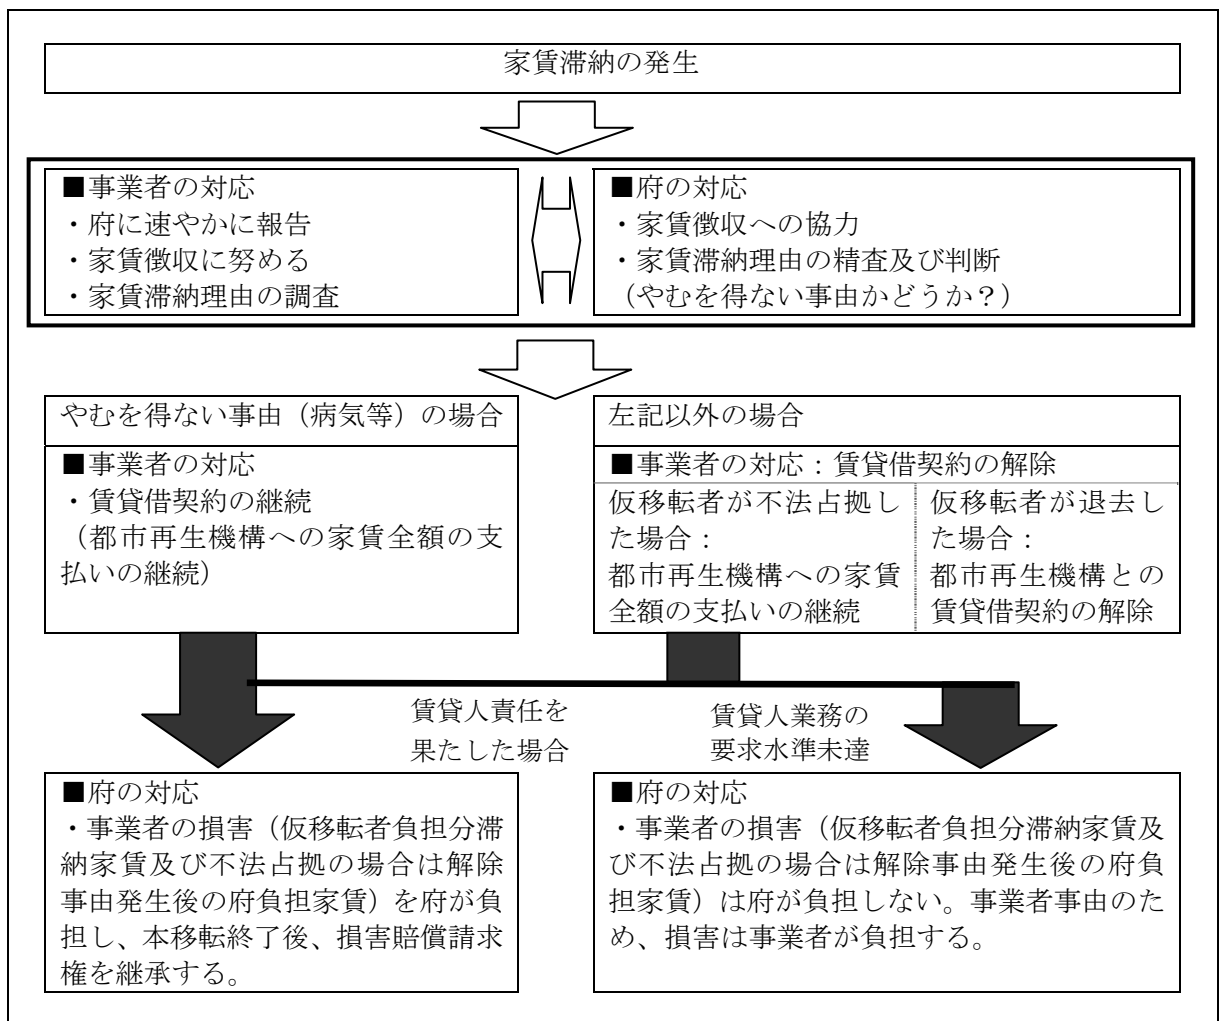 家賃滞納の発生
■事業者の対応
・府に速やかに報告
・家賃徴収に努める
・家賃滞納理由の調査
■府の対応
・家賃徴収への協力
・家賃滞納理由の精査及び判断
（やむを得ない事由かどうか？）
やむを得ない事由（病気等）の場合
■事業者の対応
・賃貸借契約の継続
（都市再生機構への家賃全額の支
払いの継続）
左記以外の場合
■事業者の対応：賃貸借契約の解除
仮移転者が不法占拠し
た場合：
都市再生機構への家賃
全額の支払いの継続
仮移転者が退去し
た場合：
都市再生機構との
賃貸借契約の解除
賃貸人責任を
果たした場合
賃貸人業務の
要求水準未達
■府の対応
・事業者の損害（仮移転者負担分滞
納家賃及び不法占拠の場合は解除
事由発生後の府負担家賃）を府が負
担し、本移転終了後、損害賠償請求
権を継承する。
■府の対応
・事業者の損害（仮移転者負担分滞納家賃及
び不法占拠の場合は解除事由発生後の府負
担家賃）は府が負担しない。事業者事由のた
め、損害は事業者が負担する。